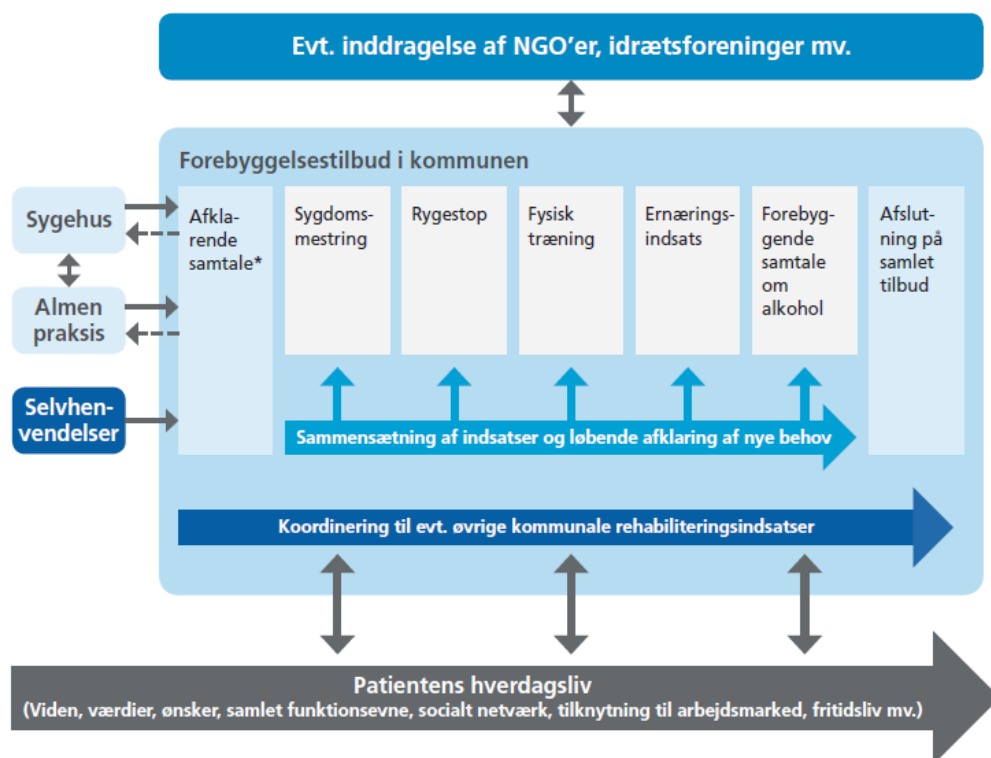 Evt. inddragelse af NGO’er, idrætsforeninger mv.
Forebyggelsestilbud i kommunen
Sygehus
Almen
praksis
Selvhen-
vendelser
Afkla-
rende
samtale*
Sygdoms-
mestring
Rygestop
Fysisk
træning
Ernærings-
indsats
Forebyg-
gende
samtale
om
alkohol
Afslut-
ning på
samlet
tilbud
Sammensætning af indsatser og løbende afklaring af nye behov
Koordinering til evt. øvrige kommunale rehabiliteringsindsatser
Patientens hverdagsliv
(Viden, værdier, ønsker, samlet funktionsevne, socialt netværk, tilknytning til arbejdsmarked, fritidsliv mv.)